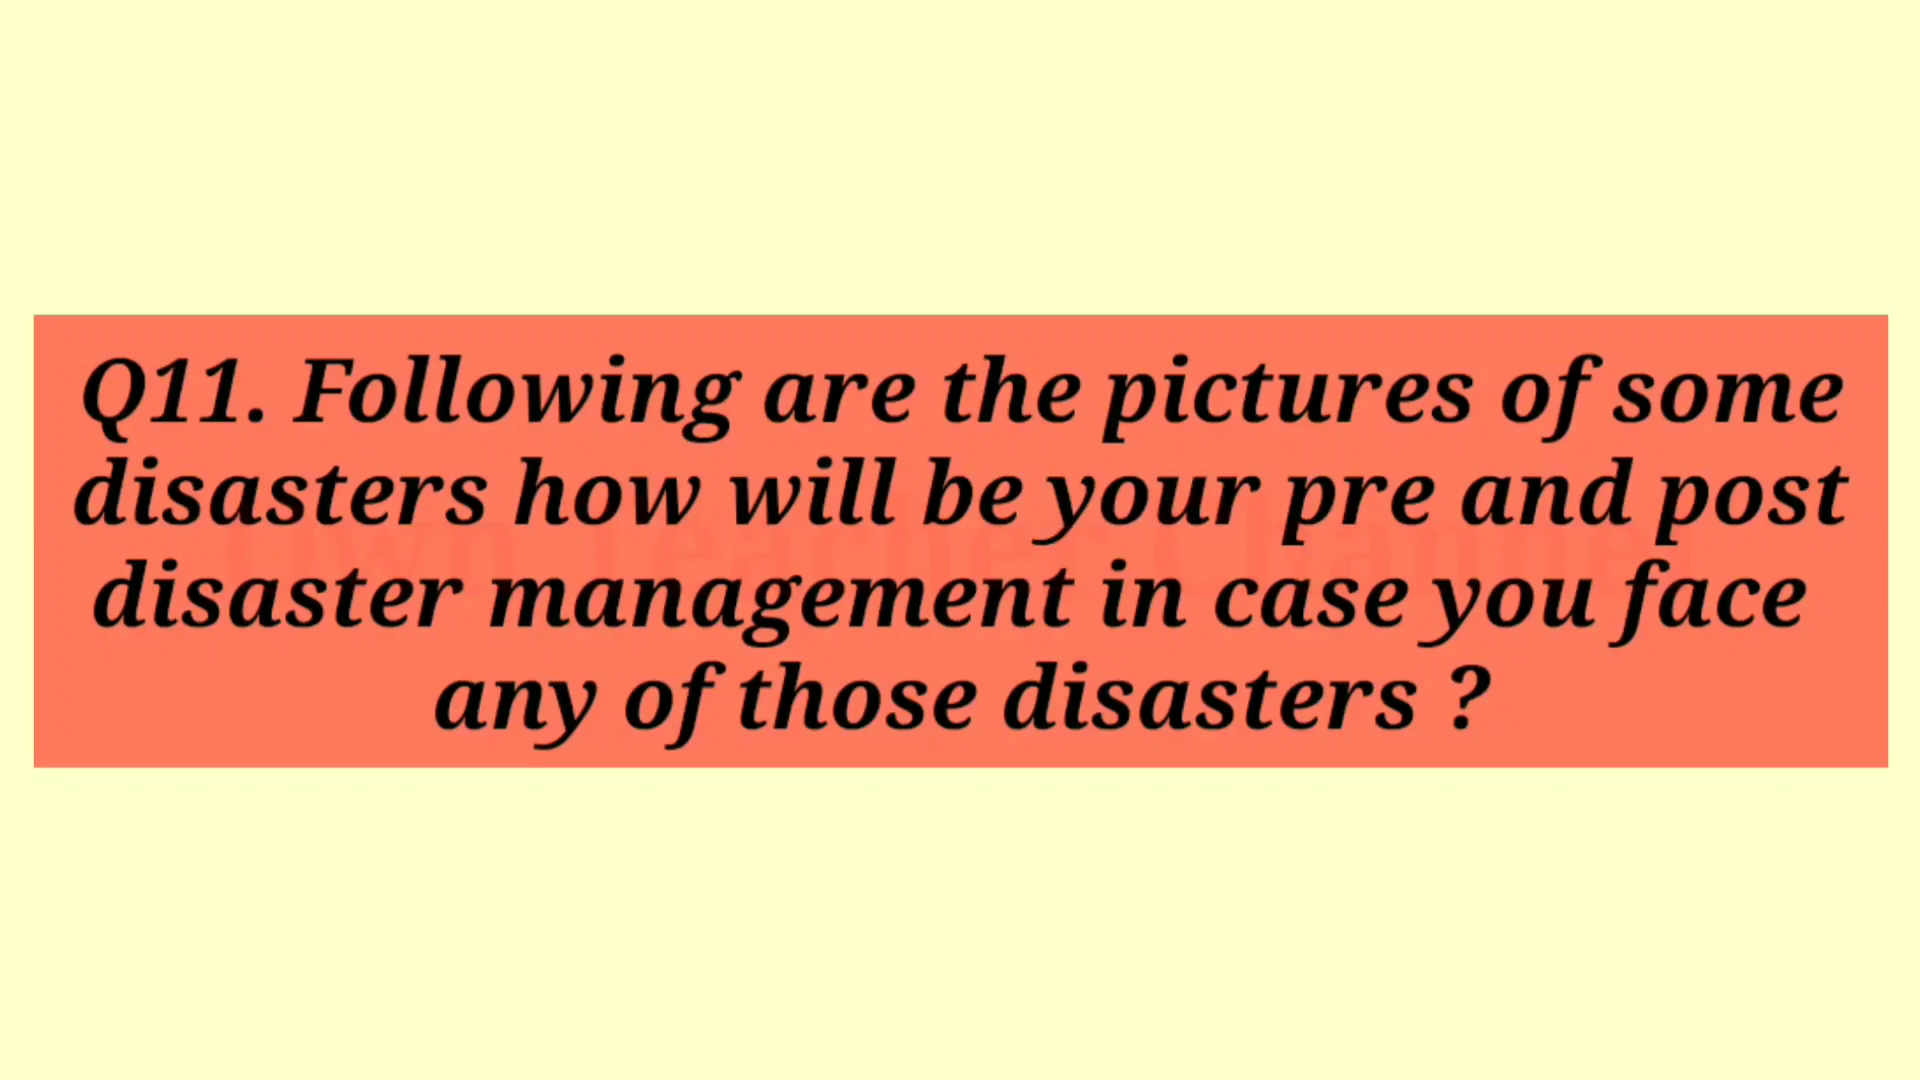 Q11. Following are the pictures of some
disasters how will be your pre and post
disaster management in case you face
any of those disasters ?